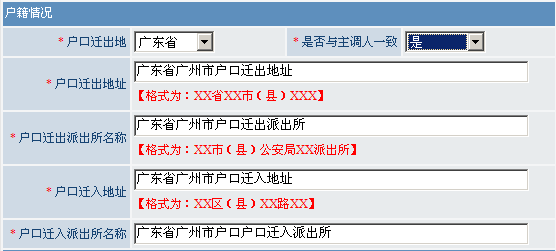 户籍情况
* 户口迁出地 广东省 * 是否与主调人一致 是
* 户口迁出地址 广东省广州市户口迁出地址
【格式为：XX省XX市（县）XXX】
* 户口迁出派出所名称 广东省广州市户口迁出派出所
【格式为：XX市（县）公安局XX派出所】
* 户口迁入地址 广东省广州市户口迁入地址
【格式为：XX区（县）XX路XX】
* 户口迁入派出所名称 广东省广州市户口户口迁入派出所